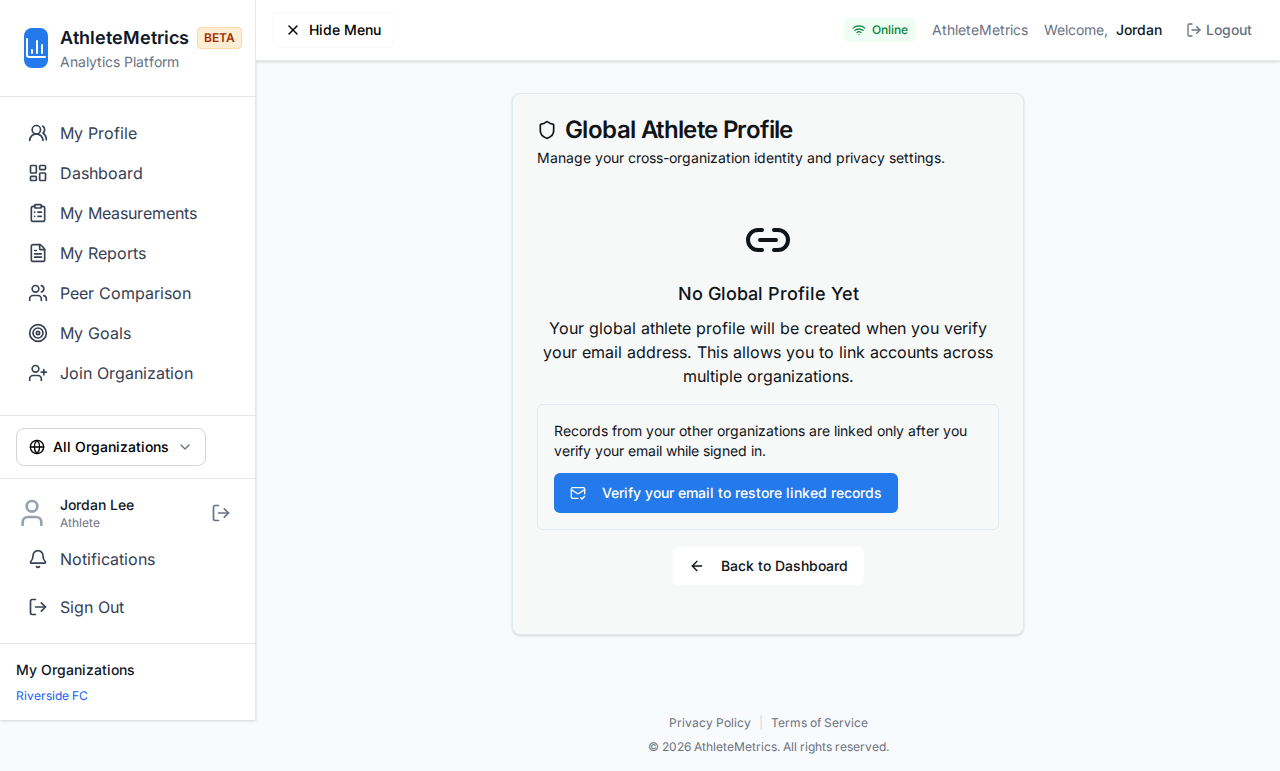 AthleteMetrics BETA
Analytics Platform
My Profile
Dashboard
My Measurements
My Reports
Peer Comparison
My Goals
Join Organization
All Organizations
Jordan Lee
Athlete
Notifications
Sign Out
My Organizations
Riverside FC
Hide Menu
Online
AthleteMetrics
Welcome, Jordan
Logout
Global Athlete Profile
Manage your cross-organization identity and privacy settings.
No Global Profile Yet
Your global athlete profile will be created when you verify
your email address. This allows you to link accounts across
multiple organizations.
Records from your other organizations are linked only after you
verify your email while signed in.
Verify your email to restore linked records
Back to Dashboard
Privacy Policy | Terms of Service
© 2026 AthleteMetrics. All rights reserved.